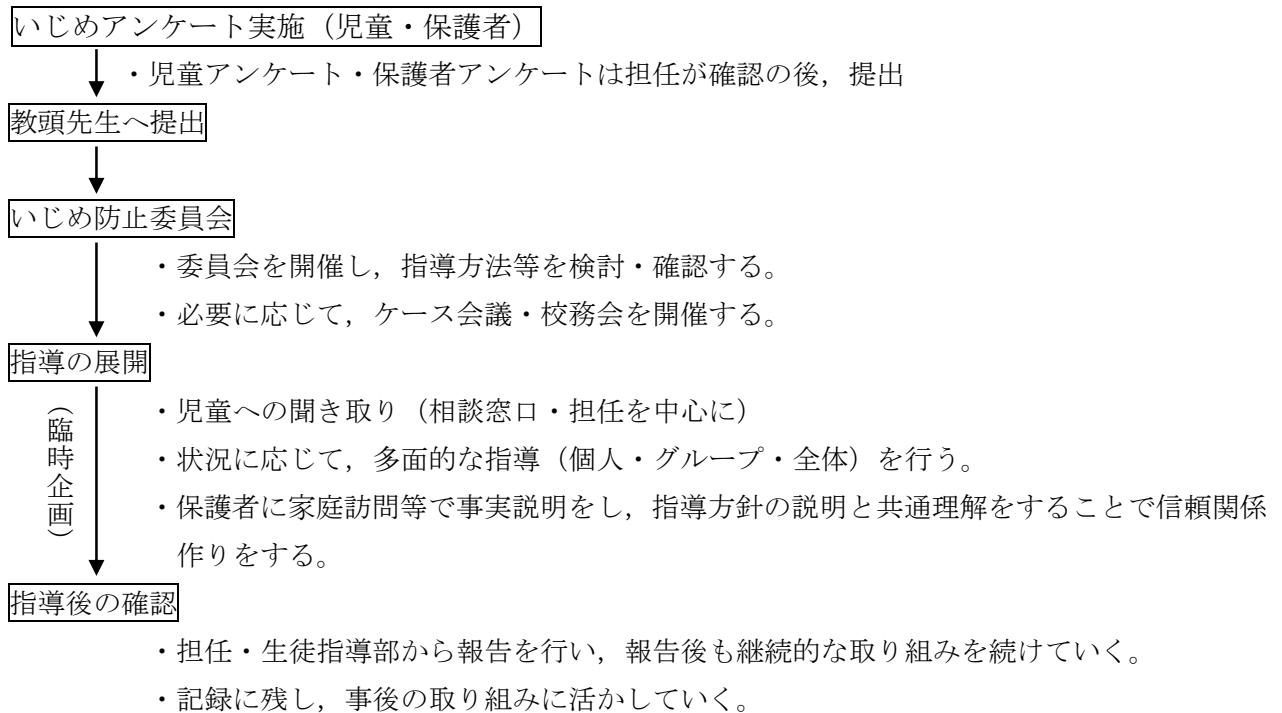 いじめアンケート実施（児童・保護者）
・児童アンケート・保護者アンケートは担任が確認の後，提出
教頭先生へ提出
いじめ防止委員会
・委員会を開催し，指導方法等を検討・確認する。
・必要に応じて，ケース会議・校務会を開催する。
指導の展開
（臨時企画）
・児童への聞き取り（相談窓口・担任を中心に）
・状況に応じて，多面的な指導（個人・グループ・全体）を行う。
・保護者に家庭訪問等で事実説明をし，指導方針の説明と共通理解をすることで信頼関係
作りをする。
指導後の確認
・担任・生徒指導部から報告を行い，報告後も継続的な取り組みを続けていく。
・記録に残し，事後の取り組みに活かしていく。